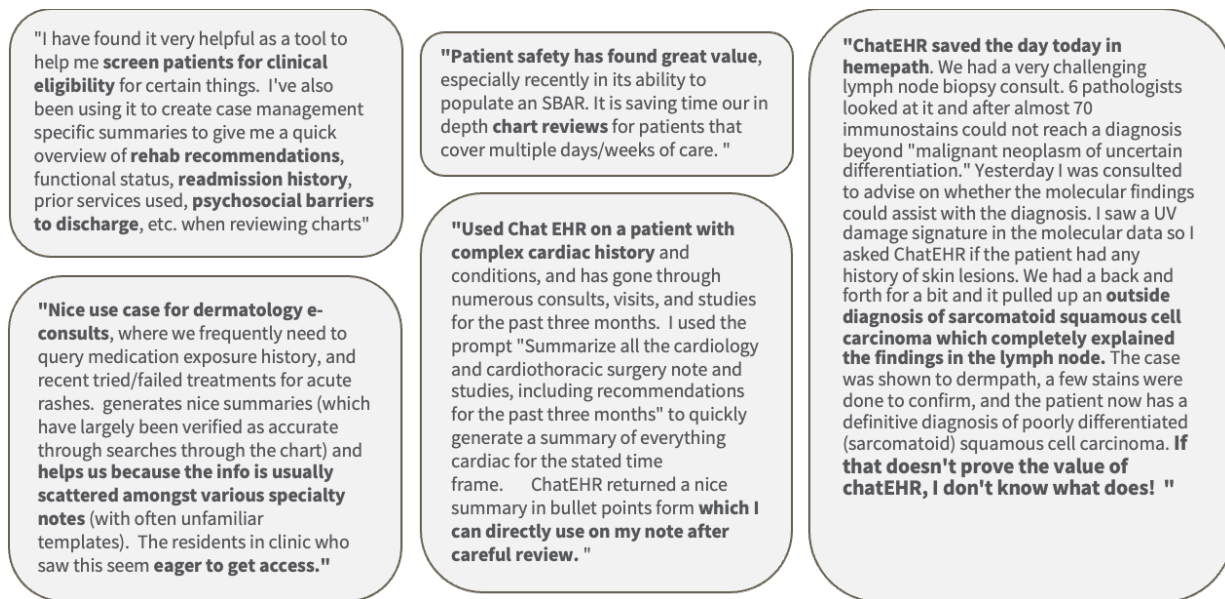 "I have found it very helpful as a tool to
help me screen patients for clinical
eligibility for certain things. I've also
been using it to create case management
specific summaries to give me a quick
overview of rehab recommendations,
functional status, readmission history,
prior services used, psychosocial barriers
to discharge, etc. when reviewing charts"
"Nice use case for dermatology e-
consults, where we frequently need to
query medication exposure history, and
recent tried/failed treatments for acute
rashes. generates nice summaries (which
have largely been verified as accurate
through searches through the chart) and
helps us because the info is usually
scattered amongst various specialty
notes (with often unfamiliar
templates). The residents in clinic who
saw this seem eager to get access."
"Patient safety has found great value,
especially recently in its ability to
populate an SBAR. It is saving time our in
depth chart reviews for patients that
cover multiple days/weeks of care. "
"Used Chat EHR on a patient with
complex cardiac history and
conditions, and has gone through
numerous consults, visits, and studies
for the past three months. I used the
prompt "Summarize all the cardiology
and cardiothoracic surgery note and
studies, including recommendations
for the past three months" to quickly
generate a summary of everything
cardiac for the stated time
frame. ChatEHR returned a nice
summary in bullet points form which I
can directly use on my note after
careful review. "
"ChatEHR saved the day today in
hemepath. We had a very challenging
lymph node biopsy consult. 6 pathologists
looked at it and after almost 70
immunostains could not reach a diagnosis
beyond "malignant neoplasm of uncertain
differentiation." Yesterday I was consulted
to advise on whether the molecular findings
could assist with the diagnosis. I saw a UV
damage signature in the molecular data so I
asked ChatEHR if the patient had any
history of skin lesions. We had a back and
forth for a bit and it pulled up an outside
diagnosis of sarcomatoid squamous cell
carcinoma which completely explained
the findings in the lymph node. The case
was shown to dermpath, a few stains were
done to confirm, and the patient now has a
definitive diagnosis of poorly differentiated
(sarcomatoid) squamous cell carcinoma. If
that doesn't prove the value of
chatEHR, I don't know what does! "